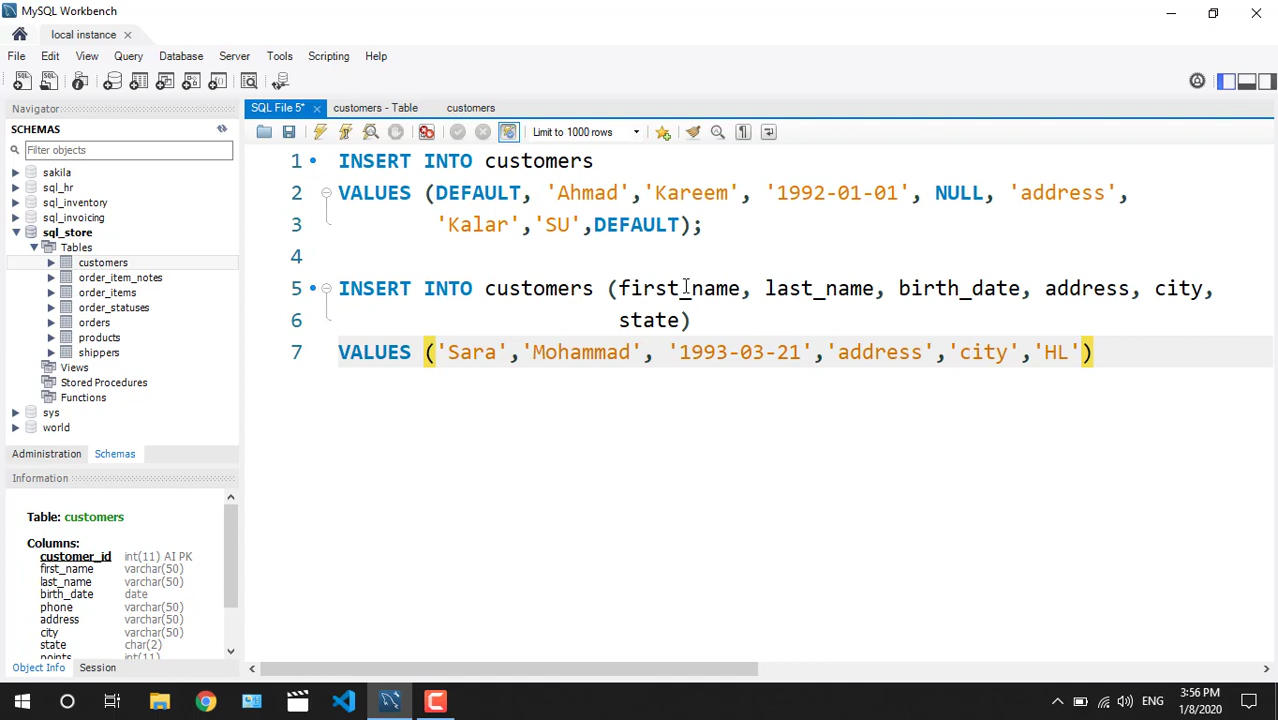 MySQL Workbench
local instance
File Edit View Query Database Server Tools Scripting Help
Navigator
SCHEMAS
Filter objects
sakila
sql_hr
sql_inventory
sql_invoicing
sql_store
Tables
customers
order_item_notes
order_items
order_statuses
orders
products
shippers
Views
Stored Procedures
Functions
sys
world
Administration Schemas
Information
Table: customers
Columns:
customer_id int(11) AI PK
first_name varchar(50)
last_name varchar(50)
birth_date date
phone varchar(50)
address varchar(50)
city varchar(50)
state char(2)
points int(11)
Object Info Session
SQL File 5* customers - Table customers
Limit to 1000 rows
1 INSERT INTO customers
2 VALUES (DEFAULT, 'Ahmad','Kareem', '1992-01-01', NULL, 'address',
3 'Kalar','SU',DEFAULT);
4
5 INSERT INTO customers (first_name, last_name, birth_date, address, city,
6 state)
7 VALUES ('Sara','Mohammad', '1993-03-21','address','city','HL')
ENG
3:56 PM
1/8/2020